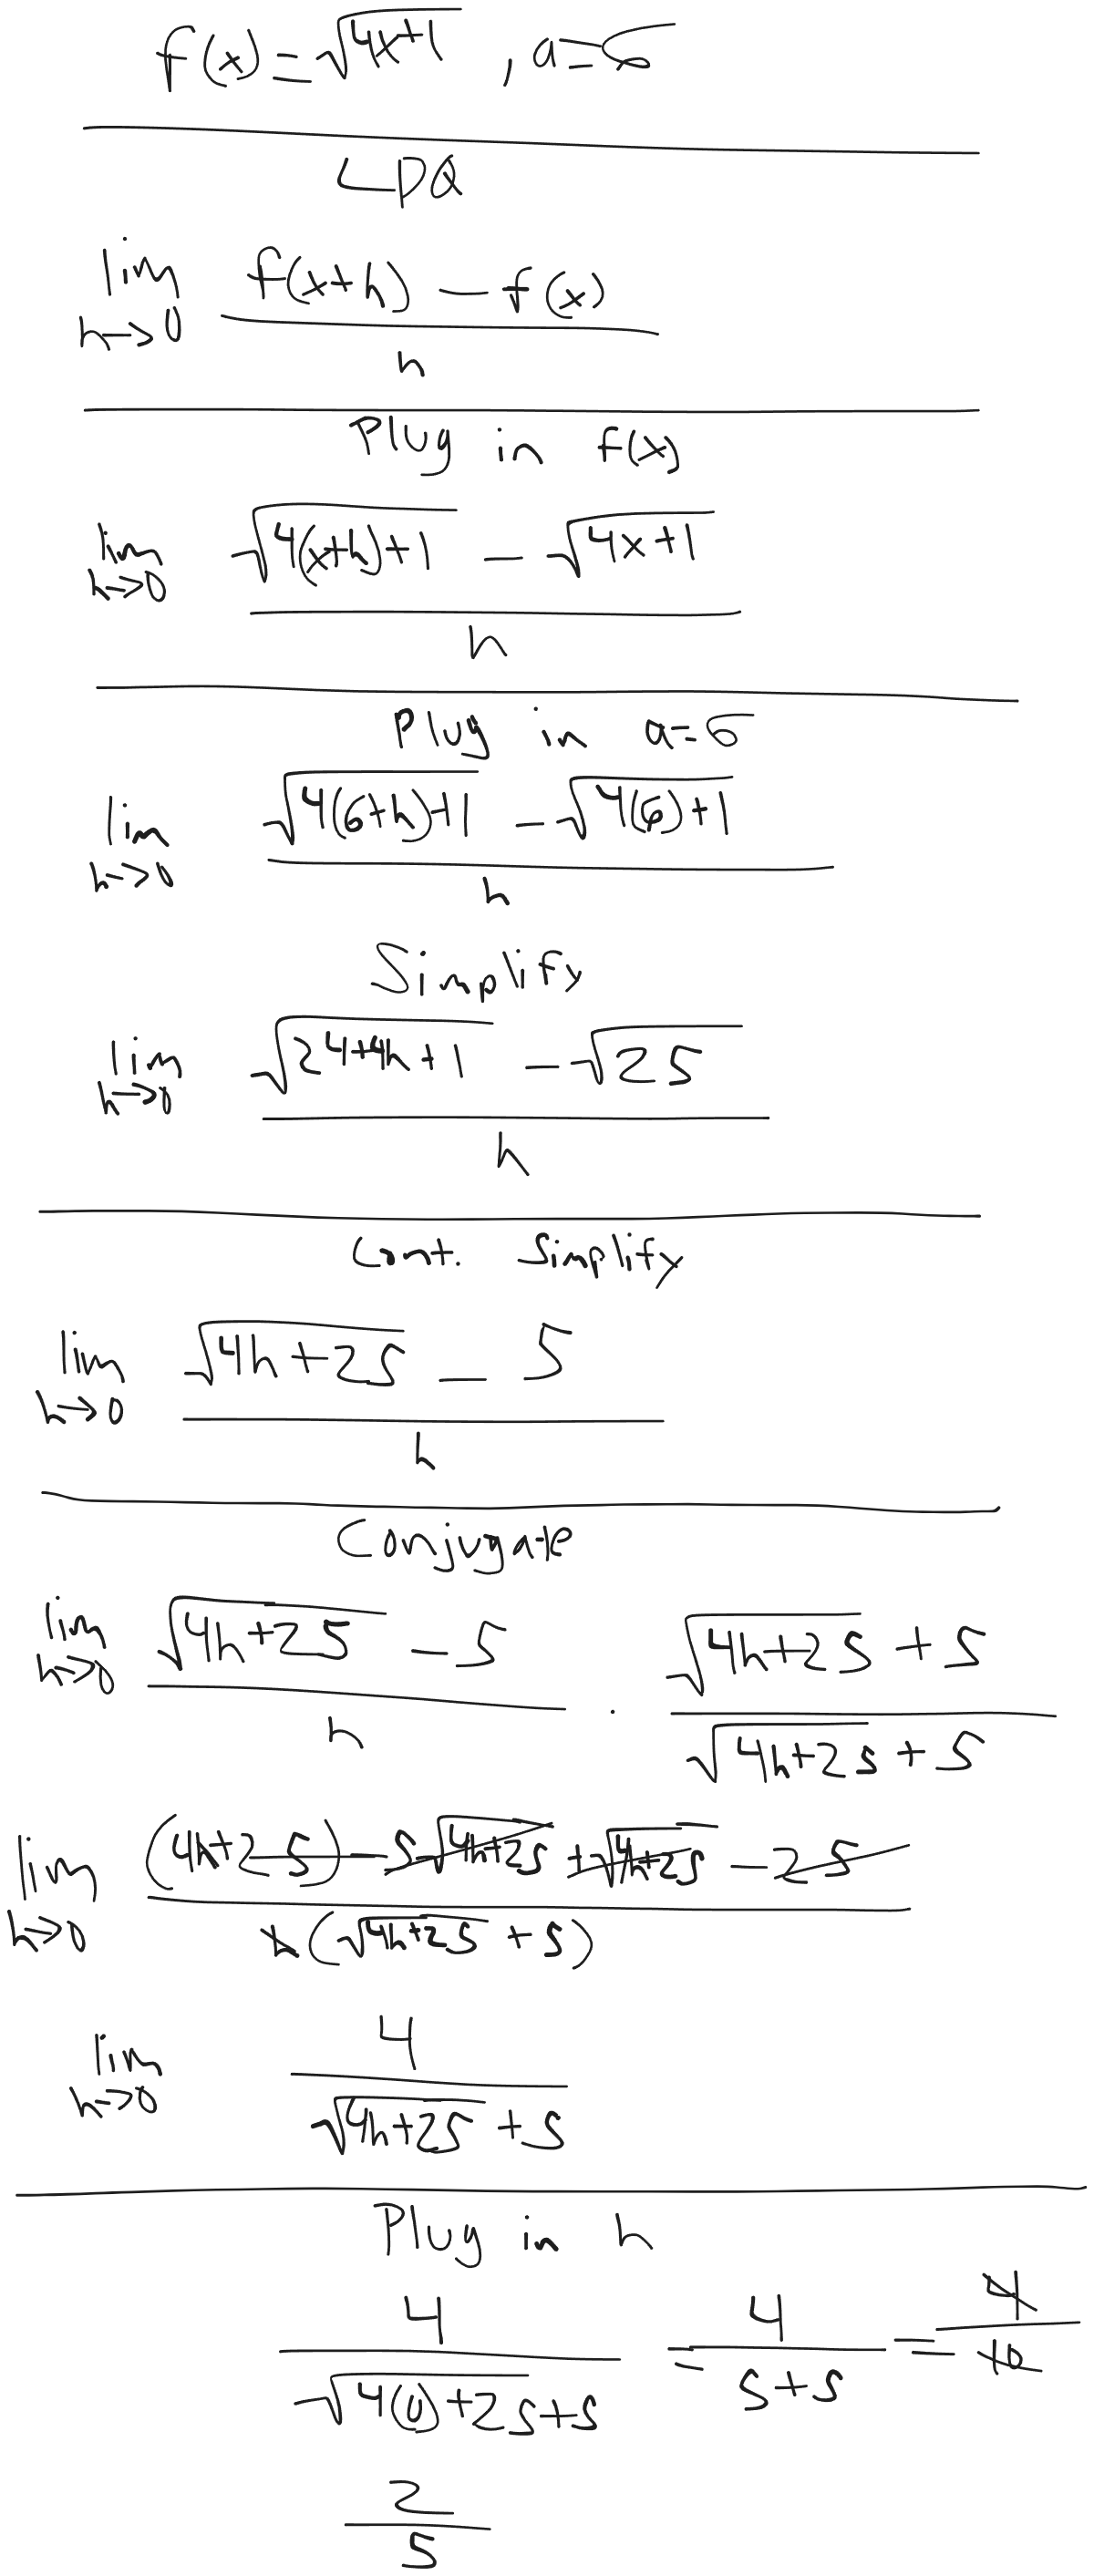 f(x) = √(4x+1) , a=6
LDQ
lim h→0 (f(x+h) - f(x)) / h
Plug in f(x)
lim h→0 (√(4(x+h)+1) - √(4x+1)) / h
Plug in a=6
lim h→0 (√(4(6+h)+1) - √(4(6)+1)) / h
Simplify
lim h→0 (√(24+4h+1) - √25) / h
Cont. Simplify
lim h→0 (√(4h+25) - 5) / h
Conjugate
lim h→0 (√(4h+25) - 5) / h · (√(4h+25) + 5) / (√(4h+25) + 5)
lim h→0 ((4h+25) - 5√(4h+25) + √(4h+25) - 25) / (h(√(4h+25) + 5))
lim h→0 4 / (√(4h+25) + 5)
Plug in h
4 / (√(4(0)+25) + 5) = 4 / (5+5) = 4 / 10
2 / 5